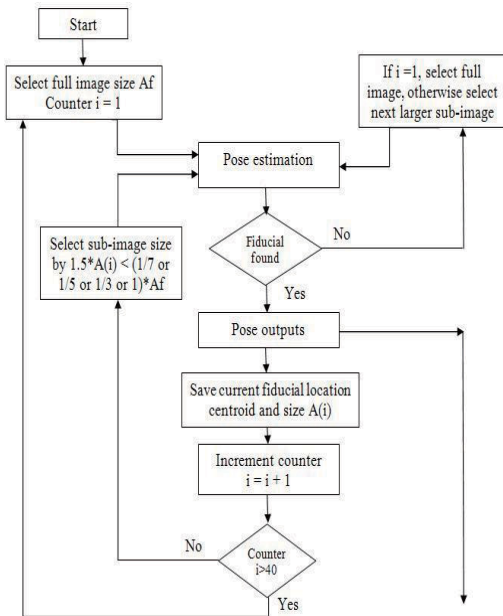 Start
Select full image size Af
Counter i = 1
If i =1, select full
image, otherwise select
next larger sub-image
Pose estimation
Select sub-image size
by 1.5*A(i) < (1/7 or
1/5 or 1/3 or 1)*Af
Fiducial
found
No
Yes
Pose outputs
Save current fiducial location
centroid and size A(i)
Increment counter
i = i + 1
No
Counter
i>40
Yes